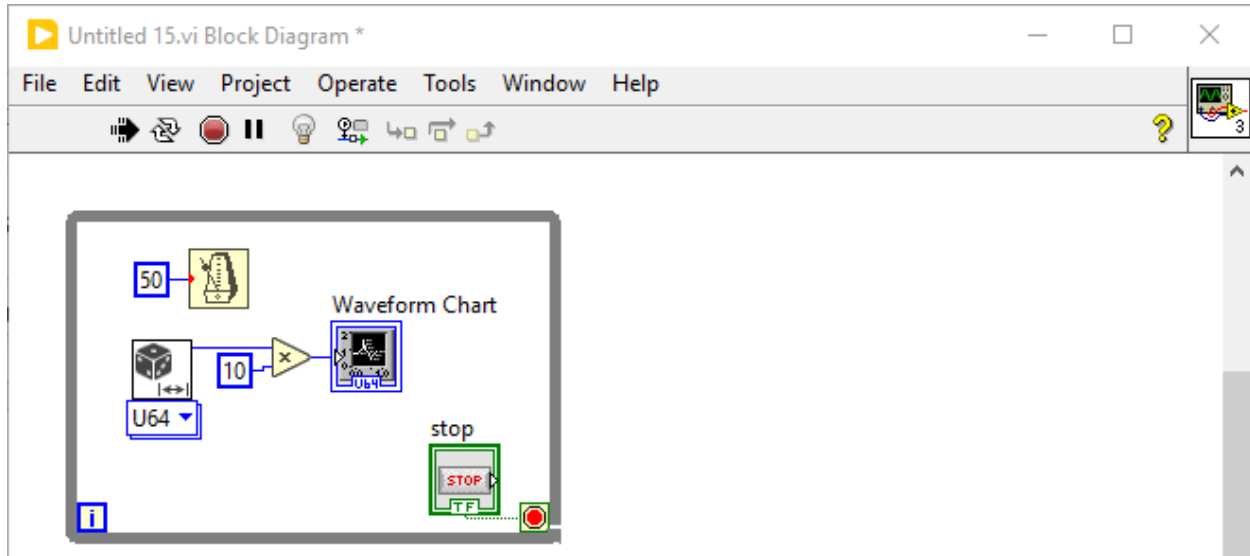 Untitled 15.vi Block Diagram *
File Edit View Project Operate Tools Window Help
3
50
Waveform Chart
10
U64
U64
stop
STOP
TF
i